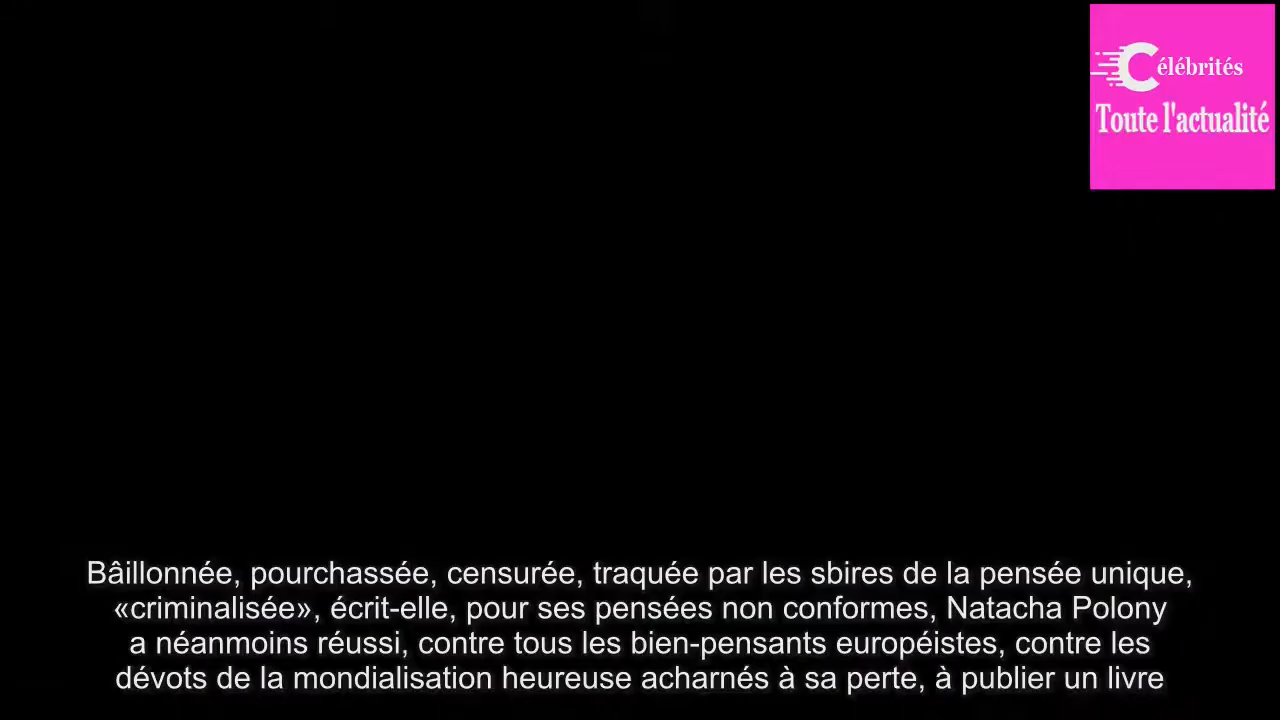 Célébrités
Toute l'actualité
Bâillonnée, pourchassée, censurée, traquée par les sbires de la pensée unique,
«criminalisée», écrit-elle, pour ses pensées non conformes, Natacha Polony
a néanmoins réussi, contre tous les bien-pensants européistes, contre les
dévots de la mondialisation heureuse acharnés à sa perte, à publier un livre